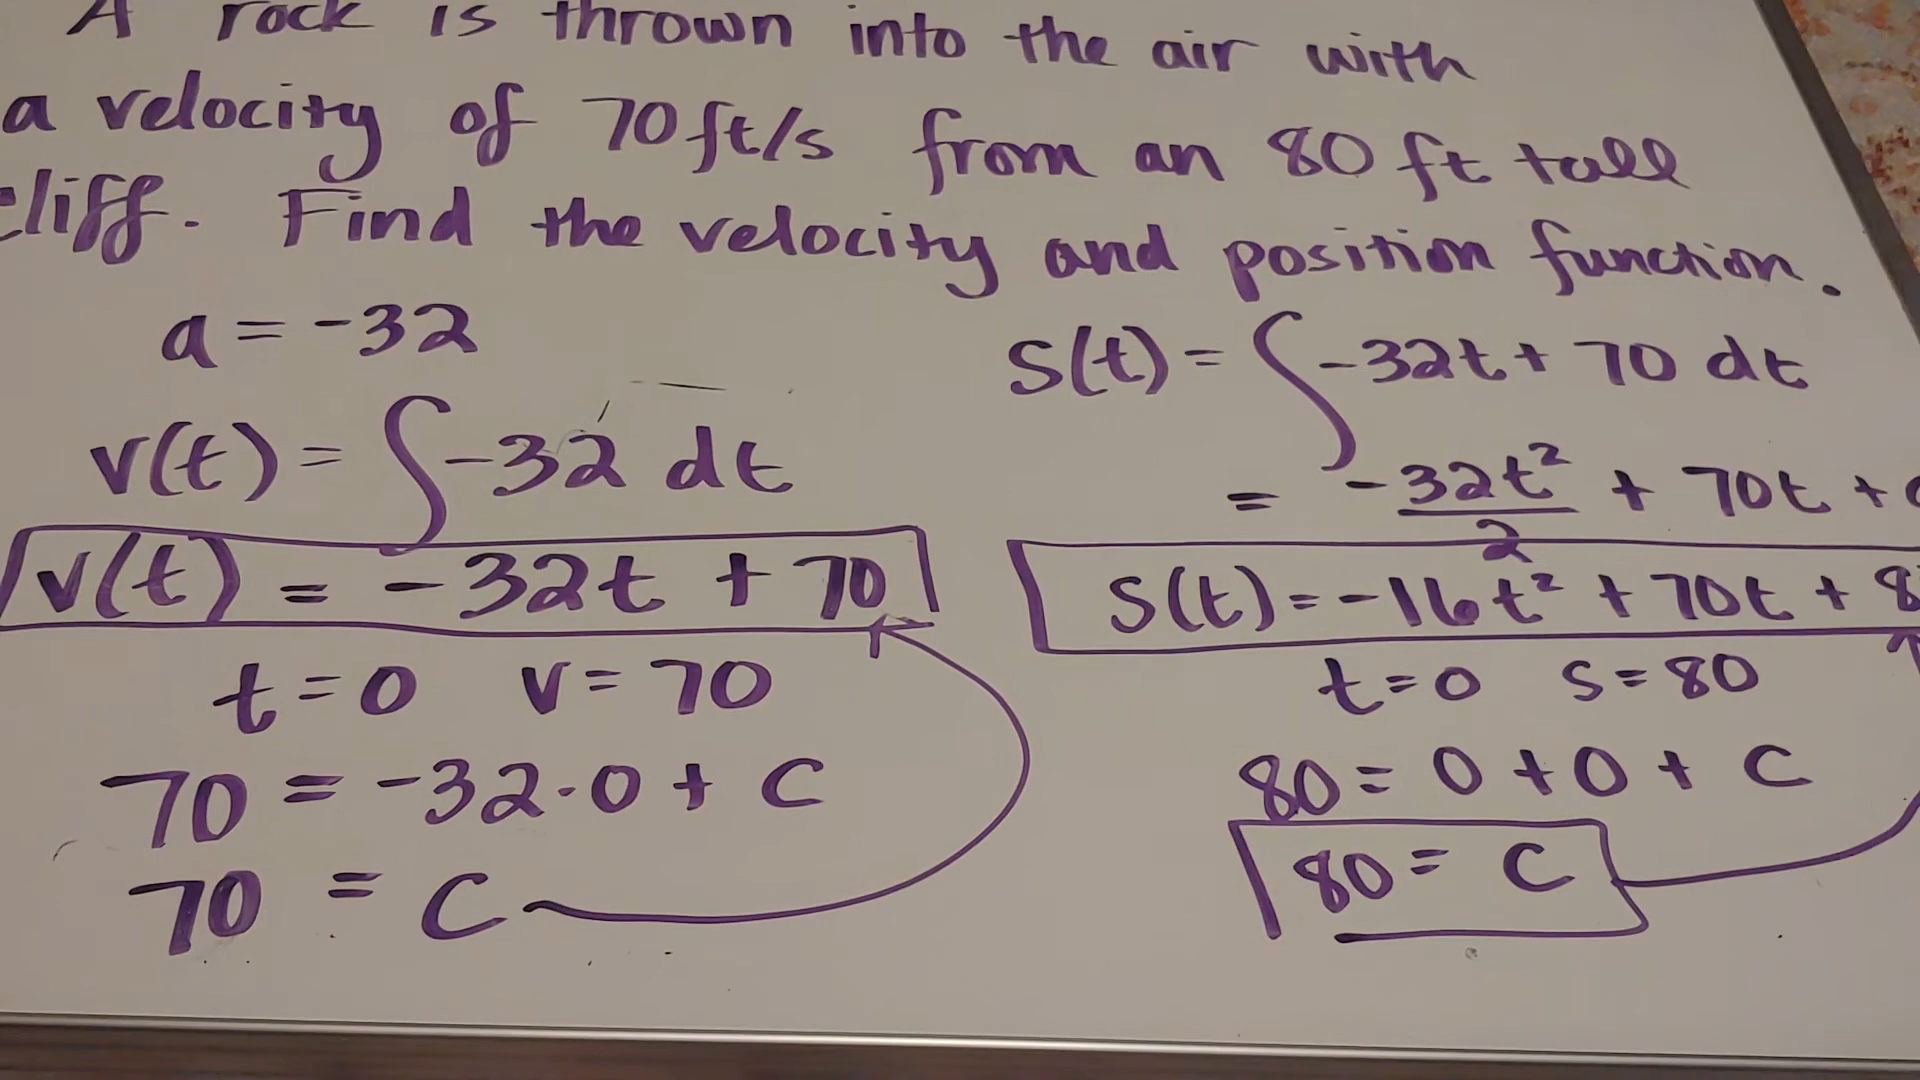 A rock is thrown into the air with
a velocity of 70ft/s from an 80 ft tall
cliff. Find the velocity and position function.
a = -32
v(t) = ∫-32 dt
v(t) = -32t + 70
t=0 v=70
70 = -32·0 + C
70 = C
S(t) = ∫-32t + 70 dt
= -32t²/2 + 70t +
S(t) = -16t² + 70t + 8
t=0 S=80
80 = 0 + 0 + C
80 = C